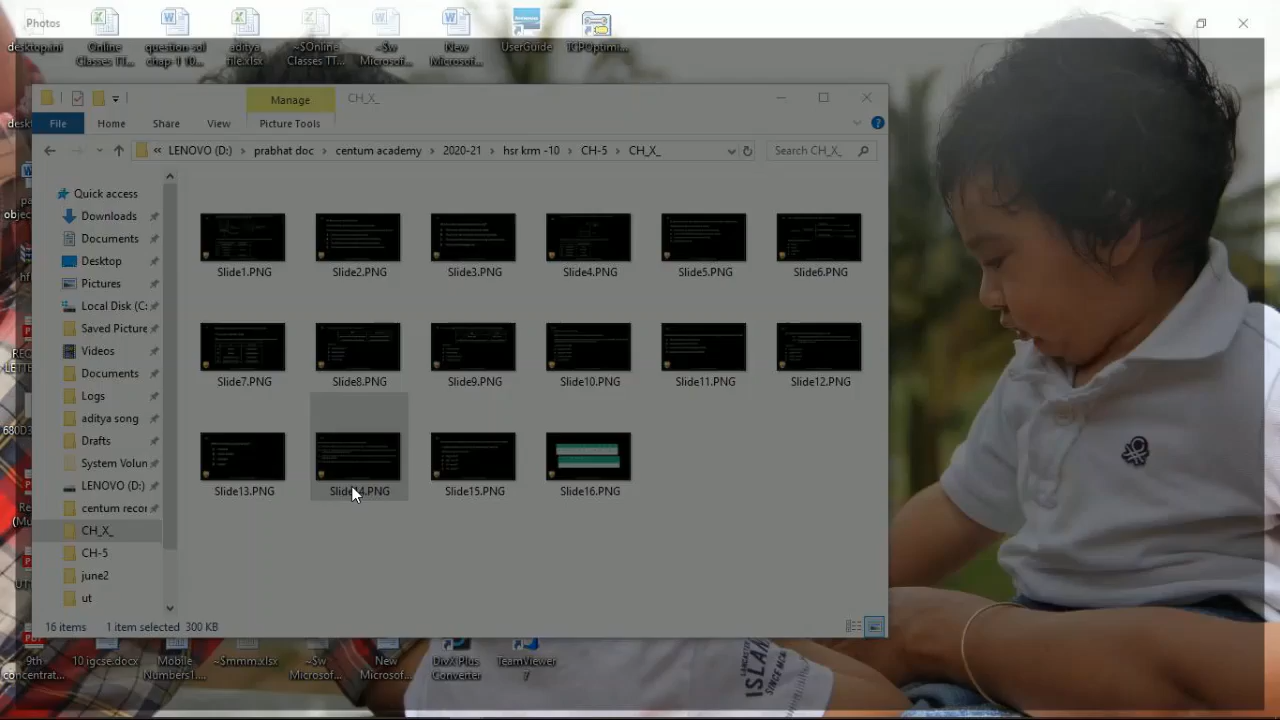 Photos
desktop.ini
Online
Classes TT...
question-sol
chap-1 10...
aditya
file.xlsx
~$Online
Classes TT...
~$w
Microsof...
New
Microsof...
UserGuide
TCPOptimi...
Manage
CH_X_
File
Home
Share
View
Picture Tools
« LENOVO (D:) > prabhat doc > centum academy > 2020-21 > hsr krm -10 > CH-5 > CH_X_
Search CH_X_
Quick access
Downloads
Documents
Desktop
Pictures
Local Disk (C:
Saved Picture
Videos
Documents
Logs
aditya song
Drafts
System Volun
LENOVO (D:)
centum recor
CH_X_
CH-5
june2
ut
Slide1.PNG
Slide2.PNG
Slide3.PNG
Slide4.PNG
Slide5.PNG
Slide6.PNG
Slide7.PNG
Slide8.PNG
Slide9.PNG
Slide10.PNG
Slide11.PNG
Slide12.PNG
Slide13.PNG
Slide14.PNG
Slide15.PNG
Slide16.PNG
16 items
1 item selected 300 KB
9th
concentrat...
10 igcse.docx
Mobile
Numbers1....
~$mmm.xlsx
~$w
Microsof...
New
Microsof...
DivX Plus
Converter
TeamViewer
7